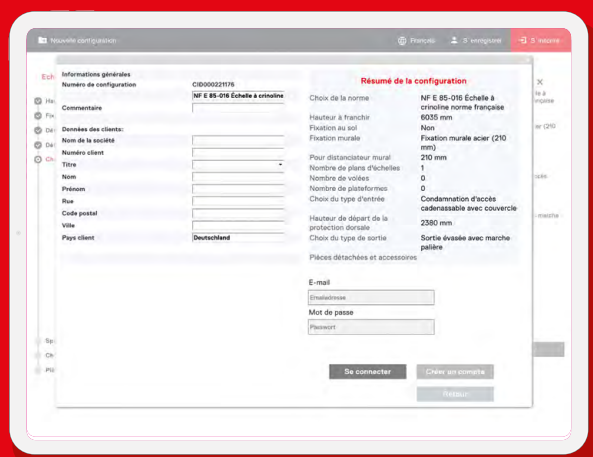 Nouvelle configuration
Français
S'enregistrer
S'inscrire
Informations générales
Numéro de configuration CID000221176
NF E 85-016 Échelle à crinoline
Commentaire
Données des clients:
Nom de la société
Numéro client
Titre
Nom
Prénom
Rue
Code postal
Ville
Pays client Deutschland
Résumé de la configuration
Choix de la norme NF E 85-016 Échelle à
crinoline norme française
Hauteur à franchir 6035 mm
Fixation au sol Non
Fixation murale Fixation murale acier (210
mm)
Pour distanciateur mural 210 mm
Nombre de plans d'échelles 1
Nombre de volées 0
Nombre de plateformes 0
Choix du type d'entrée Condamnation d'accès
cadenassable avec couvercle
Hauteur de départ de la
protection dorsale 2380 mm
Choix du type de sortie Sortie évasée avec marche
palière
Pièces détachées et accessoires
E-mail
Emailadresse
Mot de passe
Passwort
Se connecter
Créer un compte
Retour
Ech
Sp
Ch